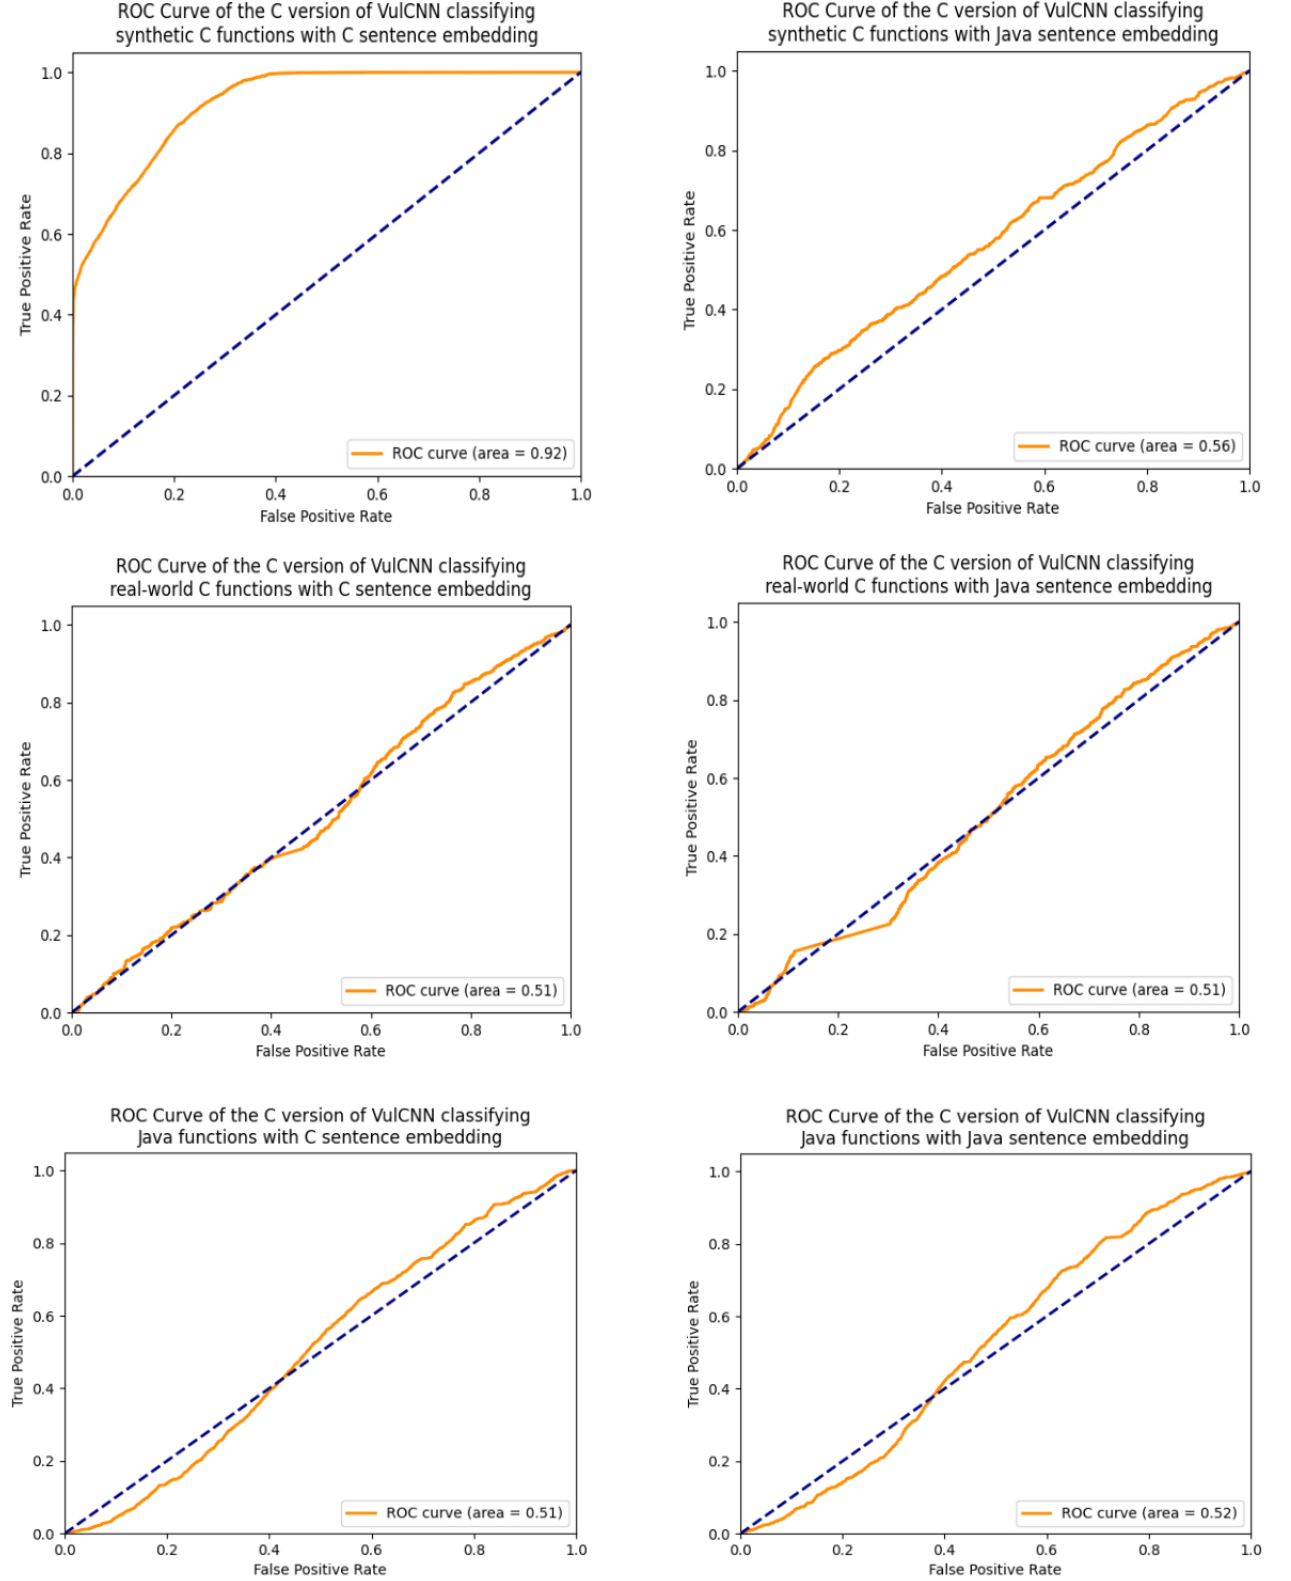 ROC Curve of the C version of VulCNN classifying
synthetic C functions with C sentence embedding
1.0
0.8
0.6
0.4
0.2
0.0
True Positive Rate
ROC curve (area = 0.92)
0.0 0.2 0.4 0.6 0.8 1.0
False Positive Rate
ROC Curve of the C version of VulCNN classifying
synthetic C functions with Java sentence embedding
1.0
0.8
0.6
0.4
0.2
0.0
True Positive Rate
ROC curve (area = 0.56)
0.0 0.2 0.4 0.6 0.8 1.0
False Positive Rate
ROC Curve of the C version of VulCNN classifying
real-world C functions with C sentence embedding
1.0
0.8
0.6
0.4
0.2
0.0
True Positive Rate
ROC curve (area = 0.51)
0.0 0.2 0.4 0.6 0.8 1.0
False Positive Rate
ROC Curve of the C version of VulCNN classifying
real-world C functions with Java sentence embedding
1.0
0.8
0.6
0.4
0.2
0.0
True Positive Rate
ROC curve (area = 0.51)
0.0 0.2 0.4 0.6 0.8 1.0
False Positive Rate
ROC Curve of the C version of VulCNN classifying
Java functions with C sentence embedding
1.0
0.8
0.6
0.4
0.2
0.0
True Positive Rate
ROC curve (area = 0.51)
0.0 0.2 0.4 0.6 0.8 1.0
False Positive Rate
ROC Curve of the C version of VulCNN classifying
Java functions with Java sentence embedding
1.0
0.8
0.6
0.4
0.2
0.0
True Positive Rate
ROC curve (area = 0.52)
0.0 0.2 0.4 0.6 0.8 1.0
False Positive Rate